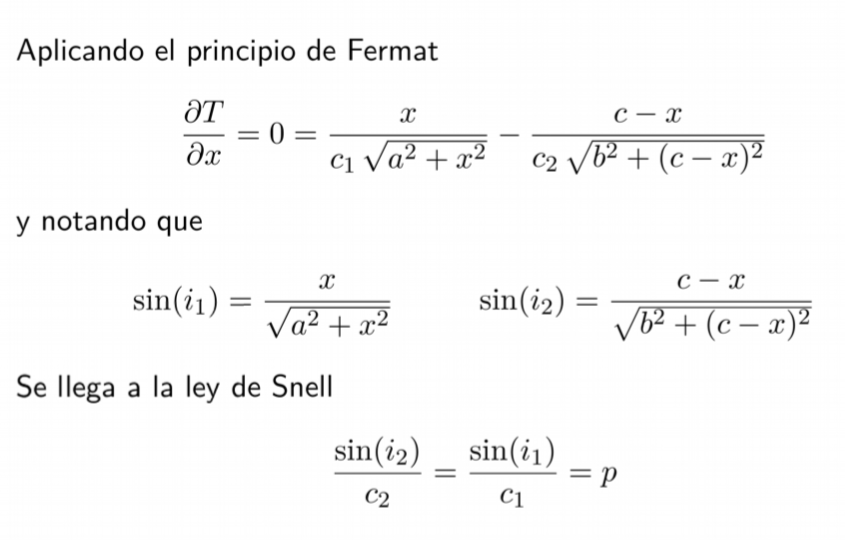 Aplicando el principio de Fermat
∂T/∂x = 0 = x/(c₁ √(a² + x²)) − (c − x)/(c₂ √(b² + (c − x)²))
y notando que
sin(i₁) = x/√(a² + x²)    sin(i₂) = (c − x)/√(b² + (c − x)²)
Se llega a la ley de Snell
sin(i₂)/c₂ = sin(i₁)/c₁ = p